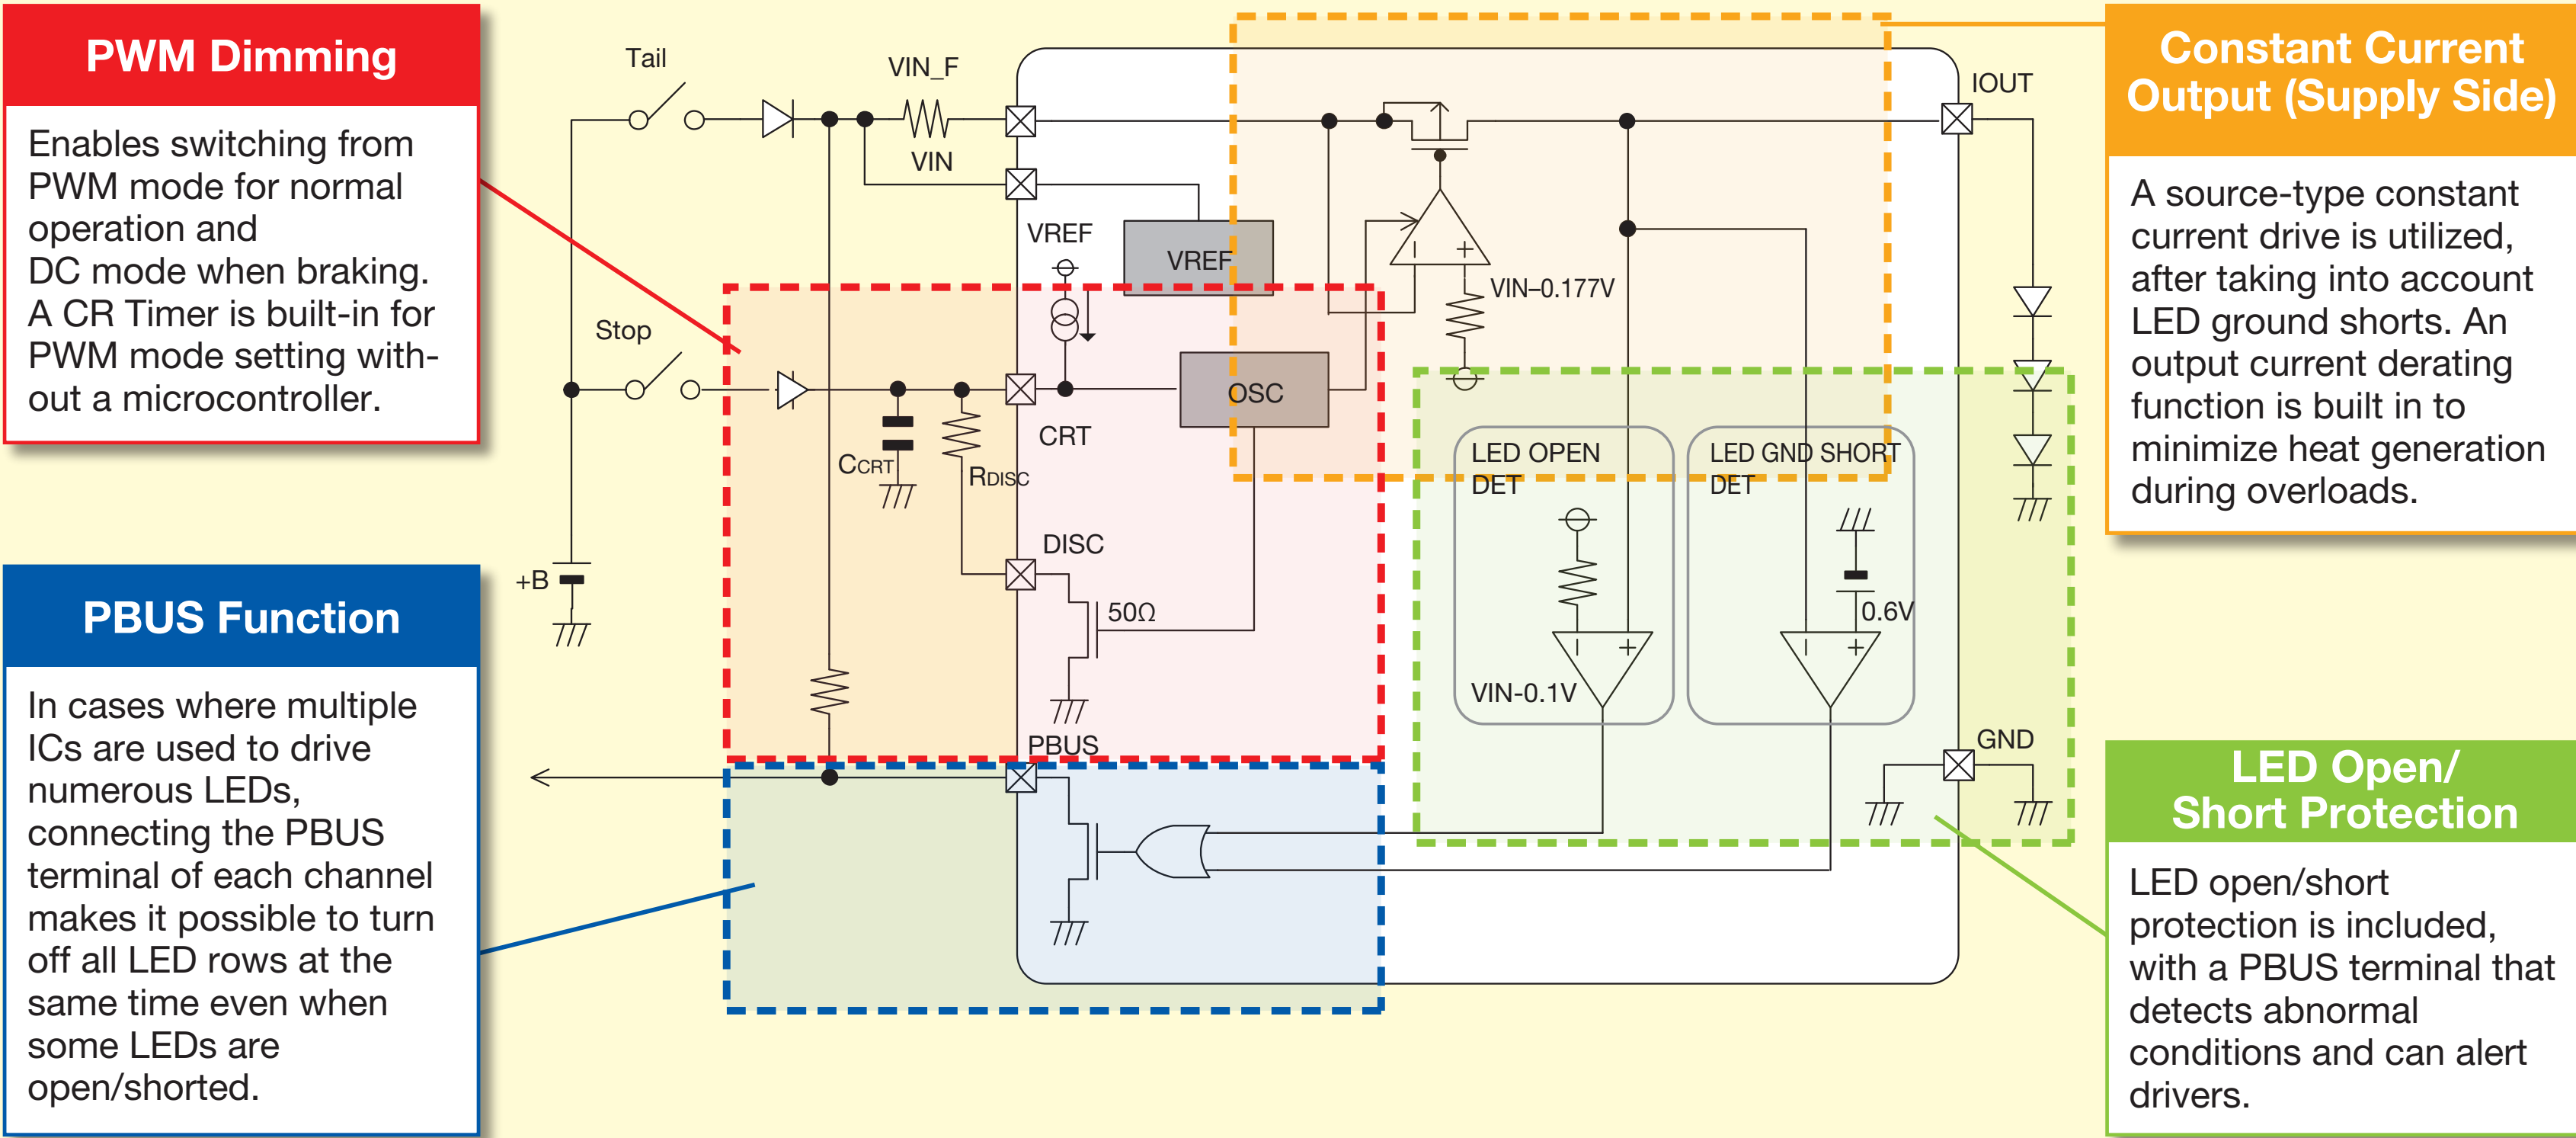 PWM Dimming
Enables switching from
PWM mode for normal
operation and
DC mode when braking.
A CR Timer is built-in for
PWM mode setting with-
out a microcontroller.
PBUS Function
In cases where multiple
ICs are used to drive
numerous LEDs,
connecting the PBUS
terminal of each channel
makes it possible to turn
off all LED rows at the
same time even when
some LEDs are
open/shorted.
Tail
VIN_F
VIN
VREF
VREF
Stop
OSC
CRT
CCRT
RDISC
DISC
+B
50Ω
PBUS
VIN–0.177V
LED OPEN
DET
VIN-0.1V
LED GND SHORT
DET
0.6V
IOUT
GND
Constant Current
Output (Supply Side)
A source-type constant
current drive is utilized,
after taking into account
LED ground shorts. An
output current derating
function is built in to
minimize heat generation
during overloads.
LED Open/
Short Protection
LED open/short
protection is included,
with a PBUS terminal that
detects abnormal
conditions and can alert
drivers.